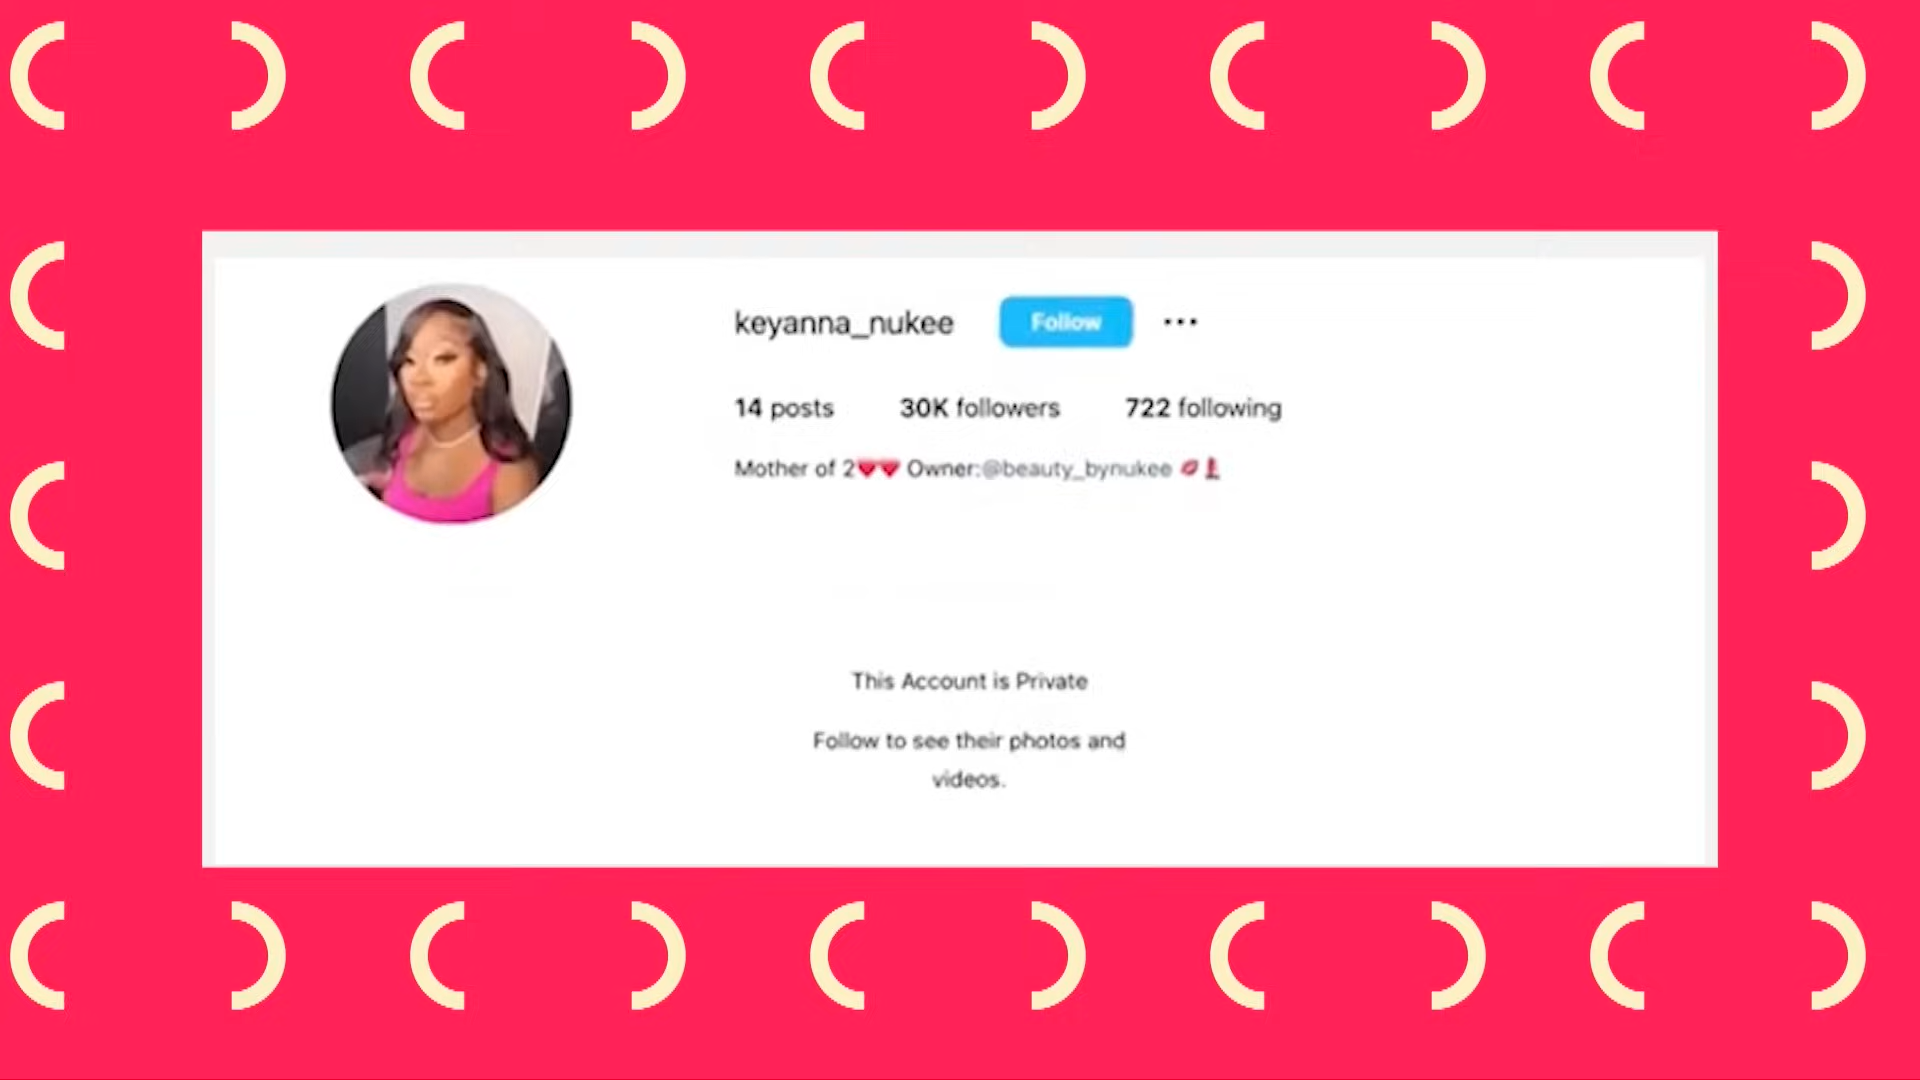 keyanna_nukee Follow ...
14 posts 30K followers 722 following
Mother of 2❤️❤️ Owner:@beauty_bynukee 💋💄
This Account is Private
Follow to see their photos and
videos.